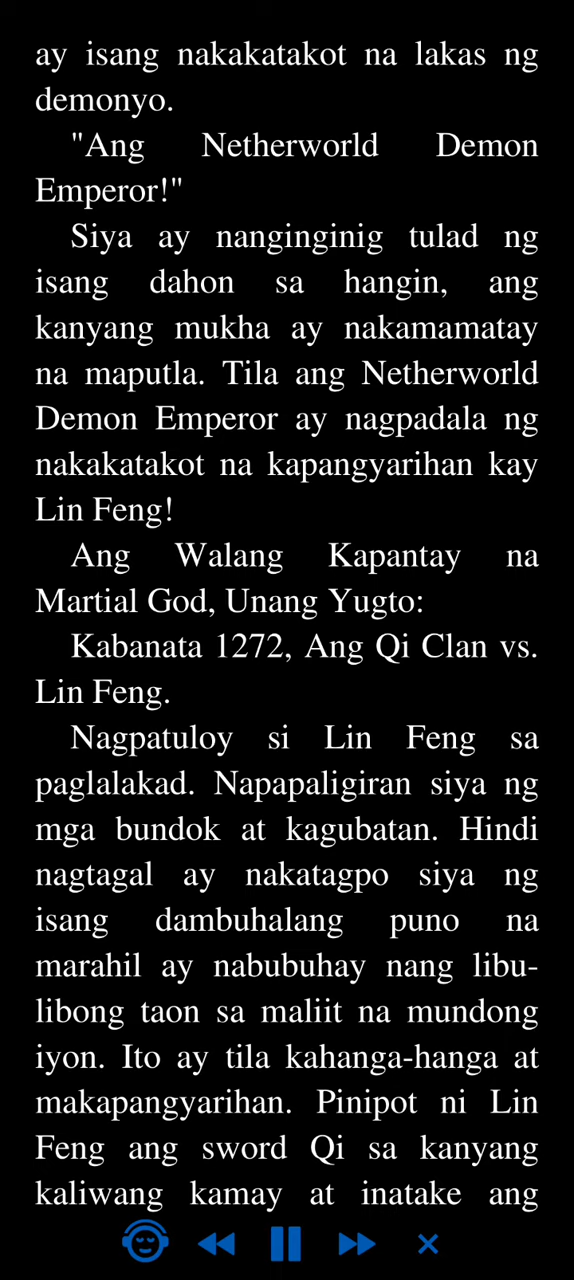 ay isang nakakatakot na lakas ng
demonyo.
"Ang Netherworld Demon
Emperor!"
Siya ay nanginginig tulad ng
isang dahon sa hangin, ang
kanyang mukha ay nakamamatay
na maputla. Tila ang Netherworld
Demon Emperor ay nagpadala ng
nakakatakot na kapangyarihan kay
Lin Feng!
Ang Walang Kapantay na
Martial God, Unang Yugto:
Kabanata 1272, Ang Qi Clan vs.
Lin Feng.
Nagpatuloy si Lin Feng sa
paglalakad. Napapaligiran siya ng
mga bundok at kagubatan. Hindi
nagtagal ay nakatagpo siya ng
isang dambuhalang puno na
marahil ay nabubuhay nang libu-
libong taon sa maliit na mundong
iyon. Ito ay tila kahanga-hanga at
makapangyarihan. Pinipot ni Lin
Feng ang sword Qi sa kanyang
kaliwang kamay at inatake ang